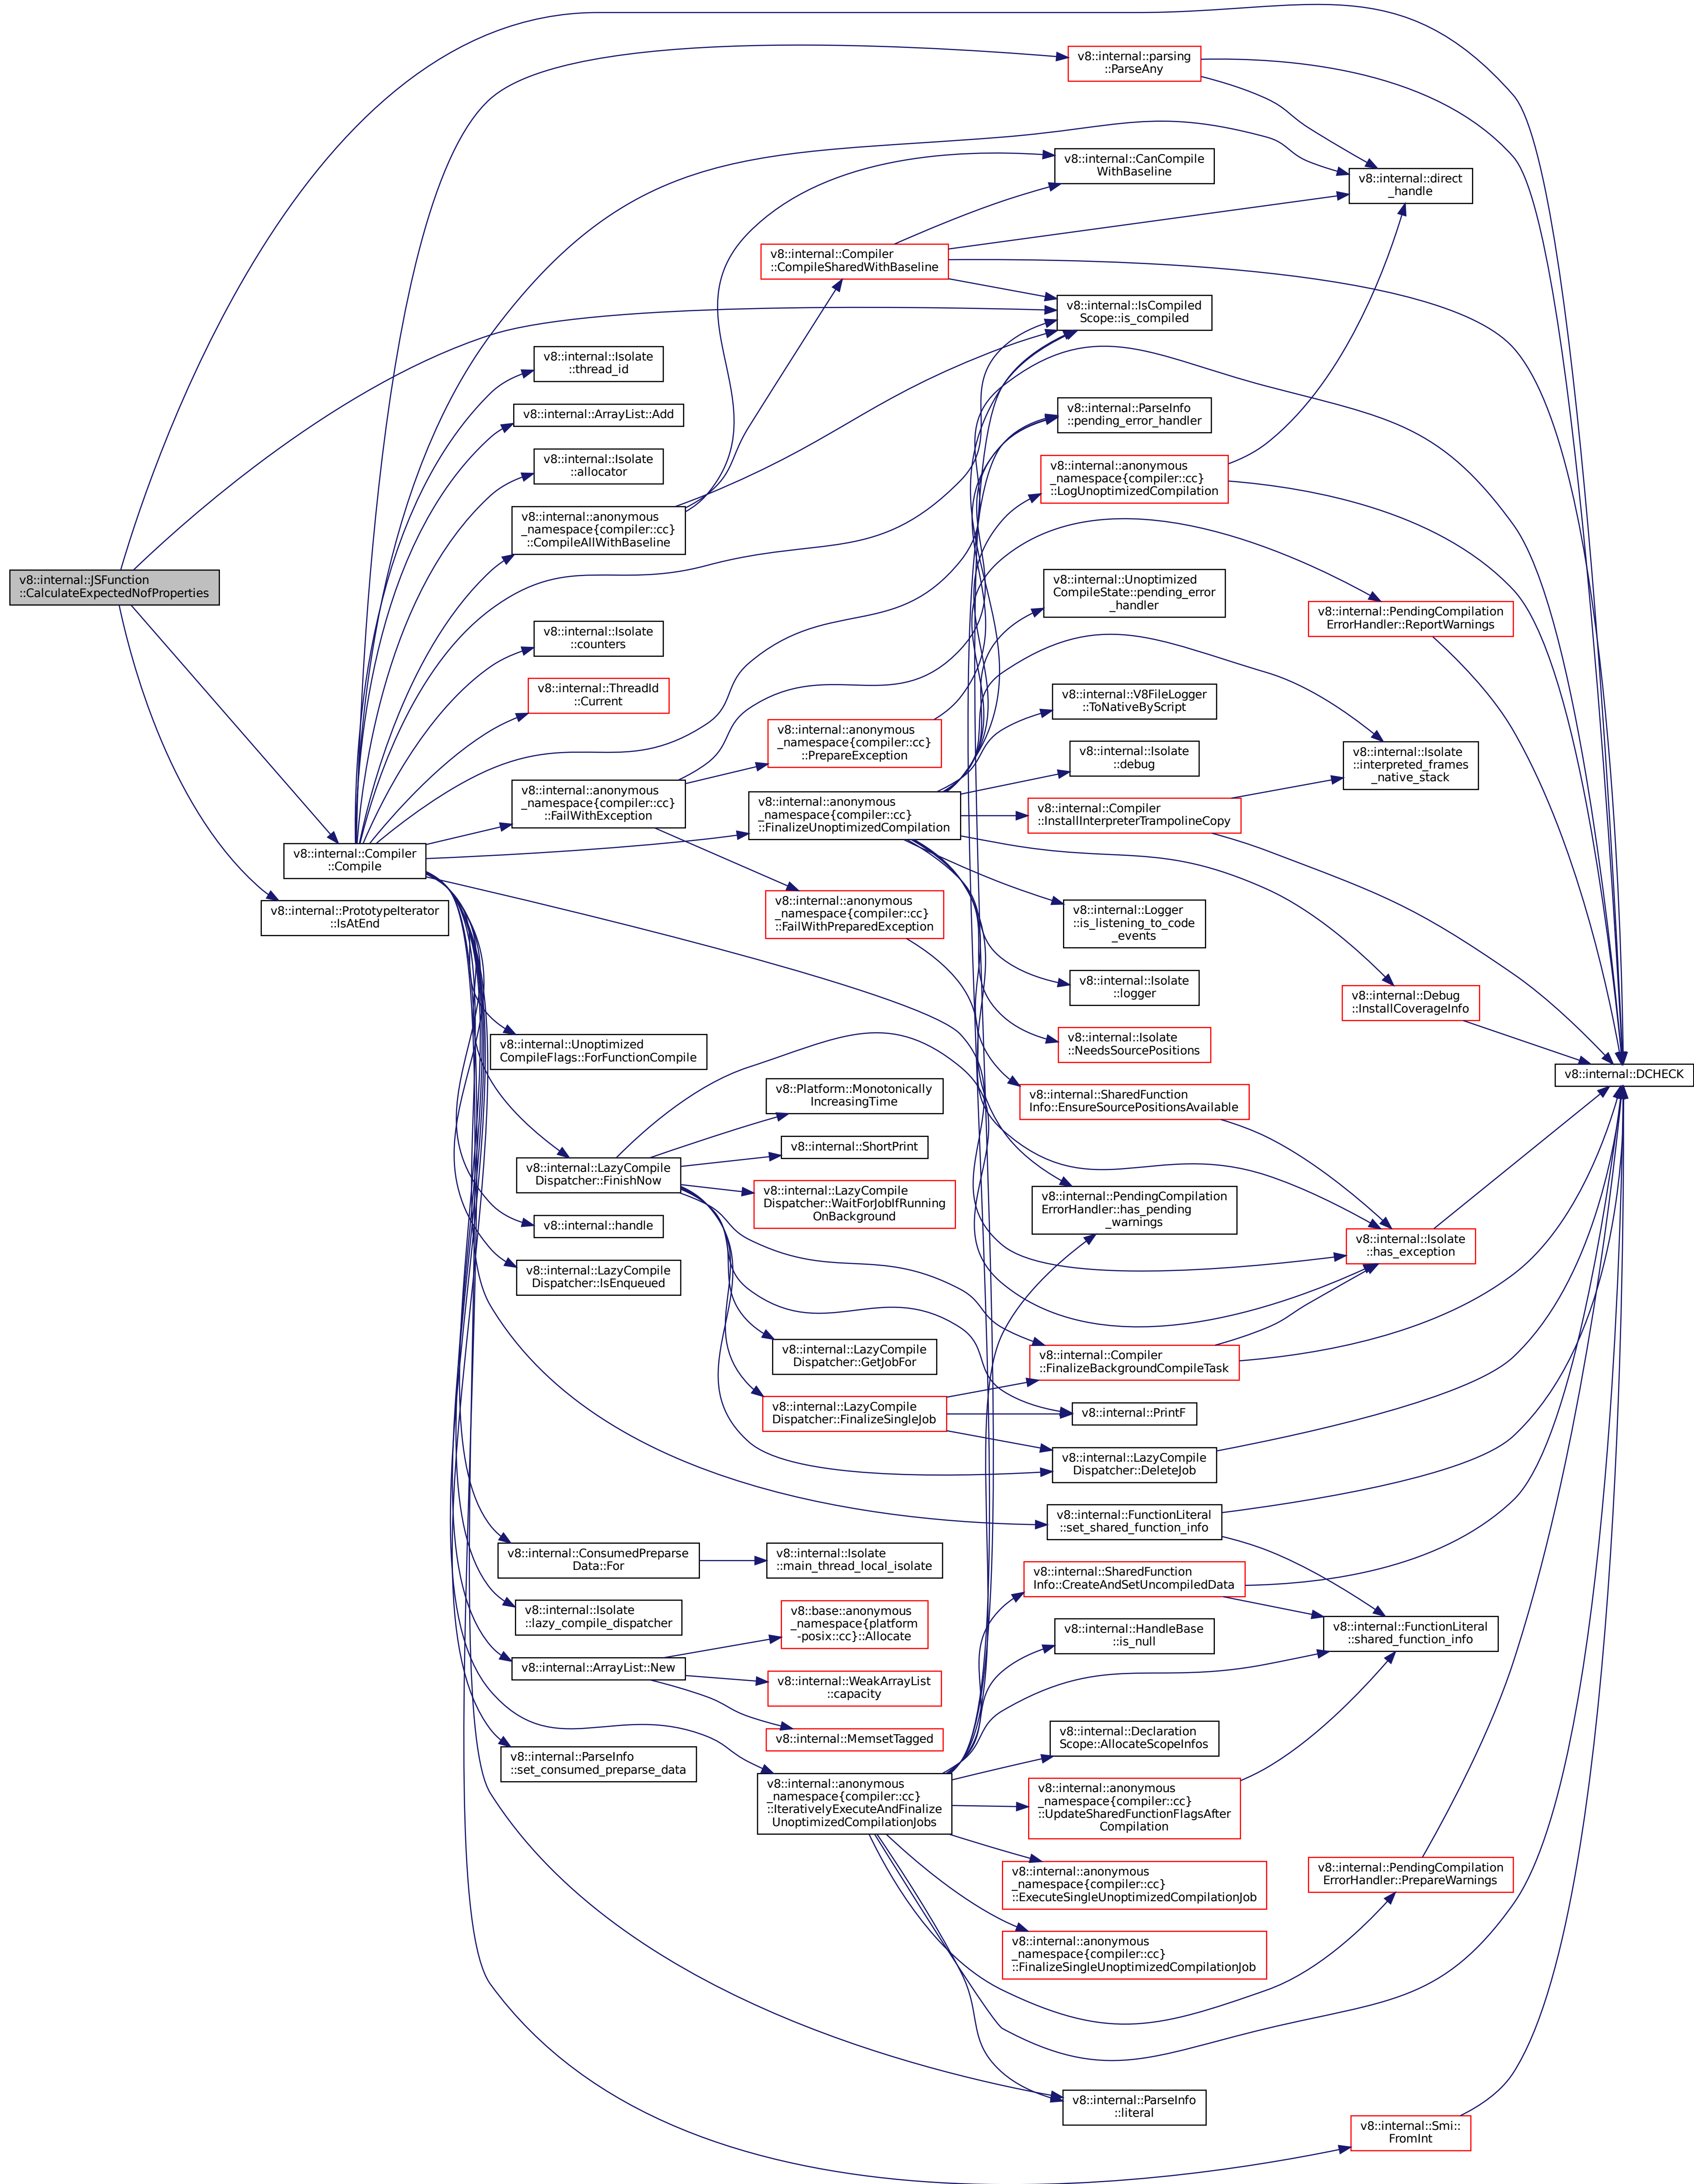 v8::internal::parsing
::ParseAny
v8::internal::CanCompile
WithBaseline
v8::internal::direct
_handle
v8::internal::Compiler
::CompileSharedWithBaseline
v8::internal::IsCompiled
Scope::is_compiled
v8::internal::Isolate
::thread_id
v8::internal::ArrayList::Add
v8::internal::ParseInfo
::pending_error_handler
v8::internal::Isolate
::allocator
v8::internal::anonymous
_namespace{compiler::cc}
::LogUnoptimizedCompilation
v8::internal::anonymous
_namespace{compiler::cc}
::CompileAllWithBaseline
v8::internal::JSFunction
::CalculateExpectedNofProperties
v8::internal::Unoptimized
CompileState::pending_error
_handler
v8::internal::PendingCompilation
ErrorHandler::ReportWarnings
v8::internal::Isolate
::counters
v8::internal::ThreadId
::Current
v8::internal::V8FileLogger
::ToNativeByScript
v8::internal::anonymous
_namespace{compiler::cc}
::PrepareException
v8::internal::Isolate
::debug
v8::internal::Isolate
::interpreted_frames
_native_stack
v8::internal::anonymous
_namespace{compiler::cc}
::FailWithException
v8::internal::anonymous
_namespace{compiler::cc}
::FinalizeUnoptimizedCompilation
v8::internal::Compiler
::InstallInterpreterTrampolineCopy
v8::internal::Compiler
::Compile
v8::internal::PrototypeIterator
::IsAtEnd
v8::internal::anonymous
_namespace{compiler::cc}
::FailWithPreparedException
v8::internal::Logger
::is_listening_to_code
_events
v8::internal::Isolate
::logger
v8::internal::Debug
::InstallCoverageInfo
v8::internal::Unoptimized
CompileFlags::ForFunctionCompile
v8::internal::Isolate
::NeedsSourcePositions
v8::internal::DCHECK
v8::Platform::Monotonically
IncreasingTime
v8::internal::SharedFunction
Info::EnsureSourcePositionsAvailable
v8::internal::ShortPrint
v8::internal::LazyCompile
Dispatcher::FinishNow
v8::internal::LazyCompile
Dispatcher::WaitForJobIfRunning
OnBackground
v8::internal::PendingCompilation
ErrorHandler::has_pending
_warnings
v8::internal::handle
v8::internal::Isolate
::has_exception
v8::internal::LazyCompile
Dispatcher::IsEnqueued
v8::internal::LazyCompile
Dispatcher::GetJobFor
v8::internal::Compiler
::FinalizeBackgroundCompileTask
v8::internal::LazyCompile
Dispatcher::FinalizeSingleJob
v8::internal::PrintF
v8::internal::LazyCompile
Dispatcher::DeleteJob
v8::internal::FunctionLiteral
::set_shared_function_info
v8::internal::ConsumedPreparse
Data::For
v8::internal::Isolate
::main_thread_local_isolate
v8::internal::SharedFunction
Info::CreateAndSetUncompiledData
v8::internal::Isolate
::lazy_compile_dispatcher
v8::base::anonymous
_namespace{platform
-posix::cc}::Allocate
v8::internal::HandleBase
::is_null
v8::internal::FunctionLiteral
::shared_function_info
v8::internal::ArrayList::New
v8::internal::WeakArrayList
::capacity
v8::internal::MemsetTagged
v8::internal::Declaration
Scope::AllocateScopeInfos
v8::internal::ParseInfo
::set_consumed_preparse_data
v8::internal::anonymous
_namespace{compiler::cc}
::IterativelyExecuteAndFinalize
UnoptimizedCompilationJobs
v8::internal::anonymous
_namespace{compiler::cc}
::UpdateSharedFunctionFlagsAfter
Compilation
v8::internal::anonymous
_namespace{compiler::cc}
::ExecuteSingleUnoptimizedCompilationJob
v8::internal::PendingCompilation
ErrorHandler::PrepareWarnings
v8::internal::anonymous
_namespace{compiler::cc}
::FinalizeSingleUnoptimizedCompilationJob
v8::internal::ParseInfo
::literal
v8::internal::Smi::
FromInt